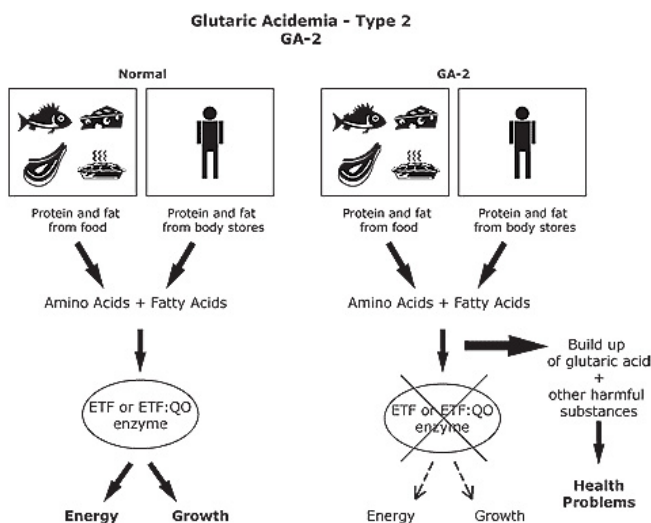 Glutaric Acidemia - Type 2
GA-2
Normal
Protein and fat
from food
Protein and fat
from body stores
Amino Acids + Fatty Acids
ETF or ETF:QO
enzyme
Energy
Growth
GA-2
Protein and fat
from food
Protein and fat
from body stores
Amino Acids + Fatty Acids
ETF or ETF:QO
enzyme
Energy
Growth
Build up
of glutaric acid
+
other harmful
substances
Health
Problems